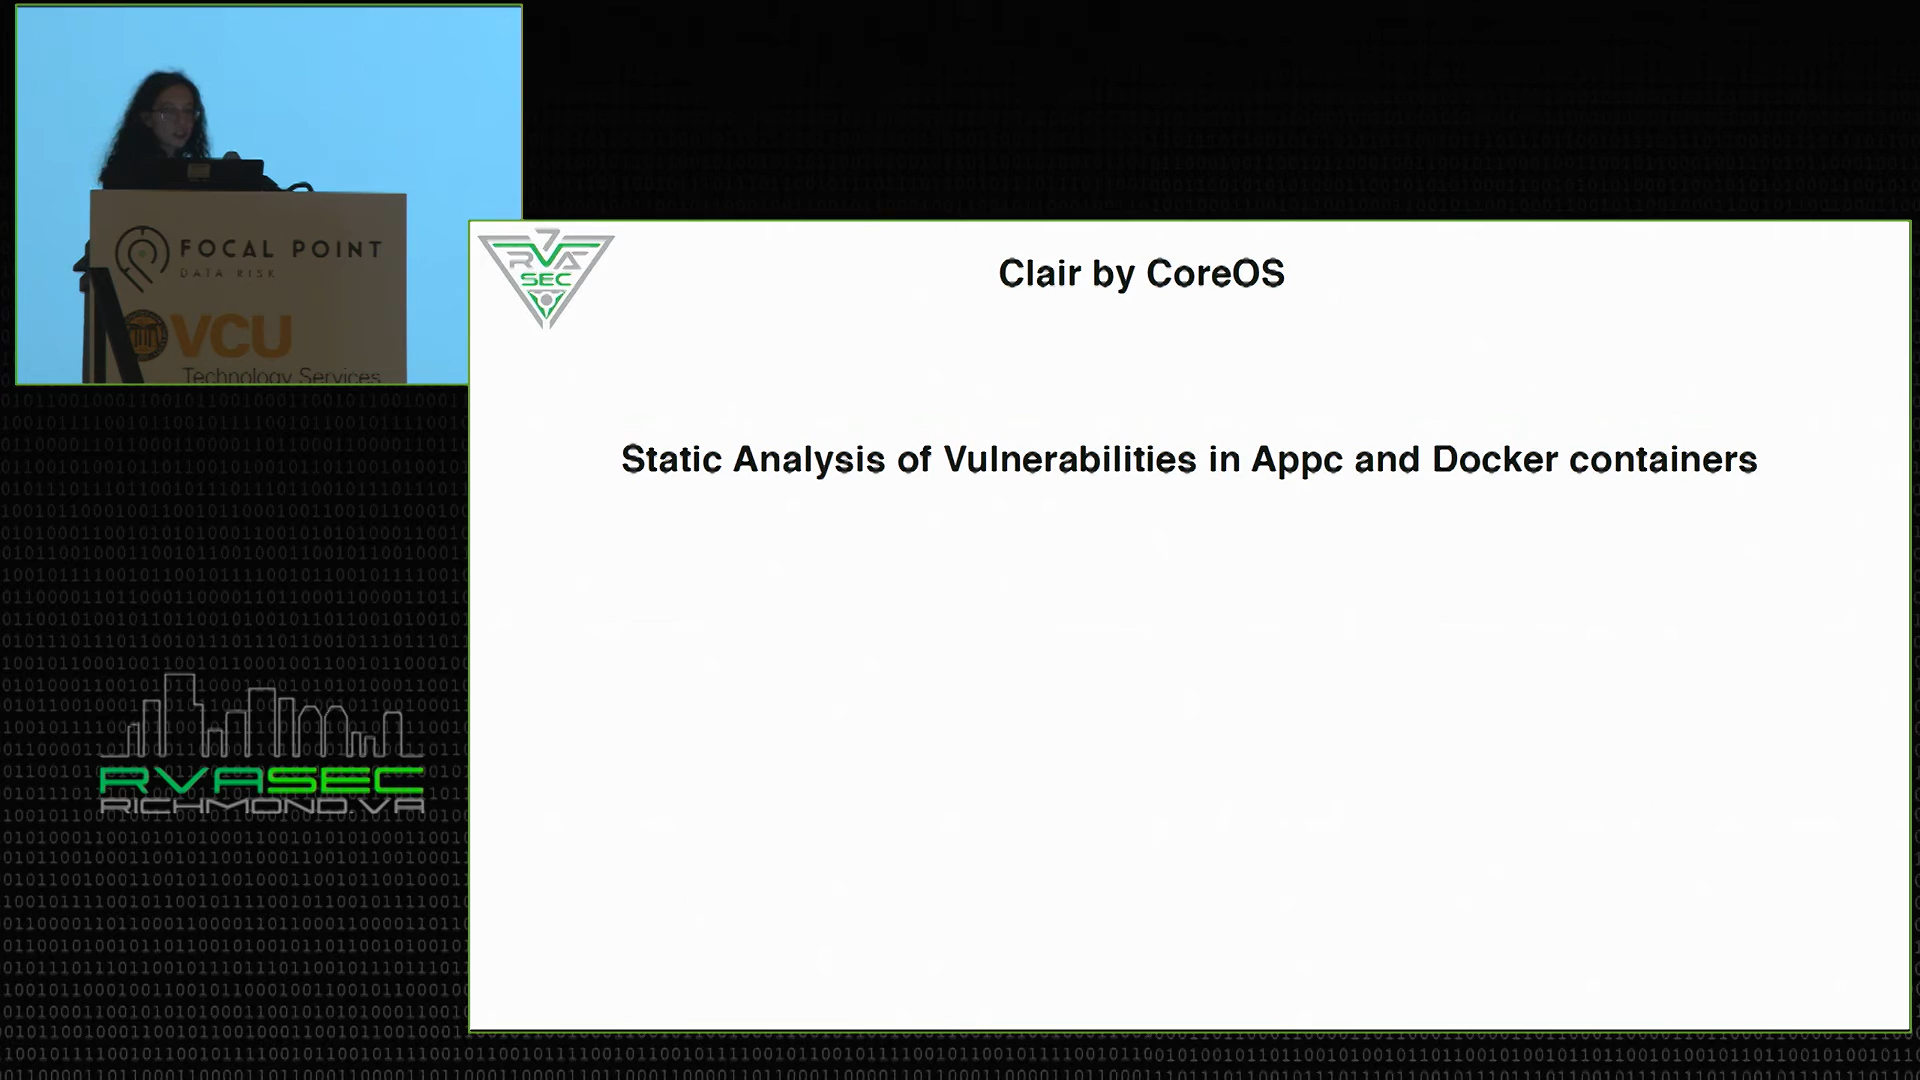 FOCAL POINT
DATA RISK
VCU
Technology Services
7
RVA
SEC
Clair by CoreOS
Static Analysis of Vulnerabilities in Appc and Docker containers
RVASEC
RICHMOND.VA